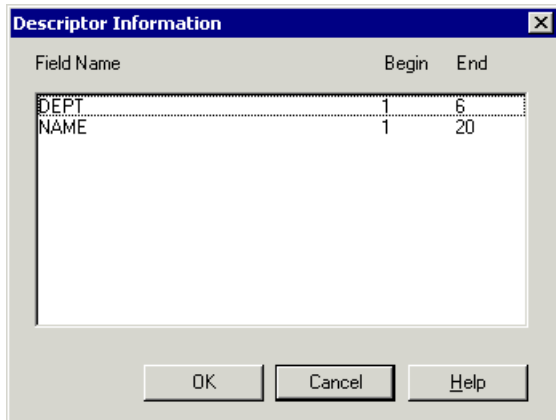 Descriptor Information
Field Name Begin End
DEPT 1 6
NAME 1 20
OK Cancel Help